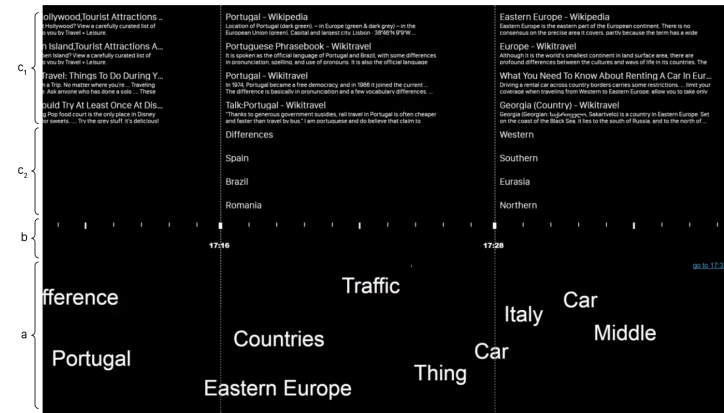 c1
ollywood,Tourist Attractions ..
t Hollywood? View a carefully curated list of
o you by Travel + Leisure.
n Island,Tourist Attractions A...
en Island? View a carefully curated list of
o you by Travel + Leisure.
Travel: Things To Do During Y...
n a Trip. No matter where you're ... Traveling
e. Ask anyone who has done a solo ... These
ould Try At Least Once At Dis...
g Pop food court is the only place in Disney
or sweets. ... Try the grey stuff. It's delicious!
Portugal - Wikipedia
Location of Portugal (dark green). – in Europe (green & dark grey) – in the
European Union (green). Capital and largest city. Lisbon · 38°46′N 9°9′W ...
Portuguese Phrasebook - Wikitravel
It is spoken as the official language of Portugal and Brazil, with some differences
in pronunciation, spelling, and use of pronouns. It is also the official language
Portugal - Wikitravel
In 1974, Portugal became a free democracy, and in 1986 it joined the current ...
The difference is basically in pronunciation and a few vocabulary differences. ...
Talk:Portugal - Wikitravel
"Thanks to generous government susidies, rail travel in Portugal is often cheaper
and faster than travel by bus." I am portuguese and do believe that claim to
Eastern Europe - Wikipedia
Eastern Europe is the eastern part of the European continent. There is no
consensus on the precise area it covers, partly because the term has a wide
Europe - Wikitravel
Although it is the world's smallest continent in land surface area, there are
profound differences between the cultures and ways of life in its countries. The
What You Need To Know About Renting A Car In Eur...
Driving a rental car across country borders carries some restrictions. ... limit your
coverage when traveling from Western to Eastern Europe, allow you to take only
Georgia (Country) - Wikitravel
Georgia (Georgian: საქართველო, Sakartvelo) is a country in Eastern Europe. Set
on the coast of the Black Sea, it lies to the south of Russia, and to the north of ...
c2
Differences
Spain
Brazil
Romania
Western
Southern
Eurasia
Northern
b
17:16
17:28
a
go to 17:3
fference
Traffic
Car
Italy
Middle
Countries
Portugal
Car
Thing
Eastern Europe